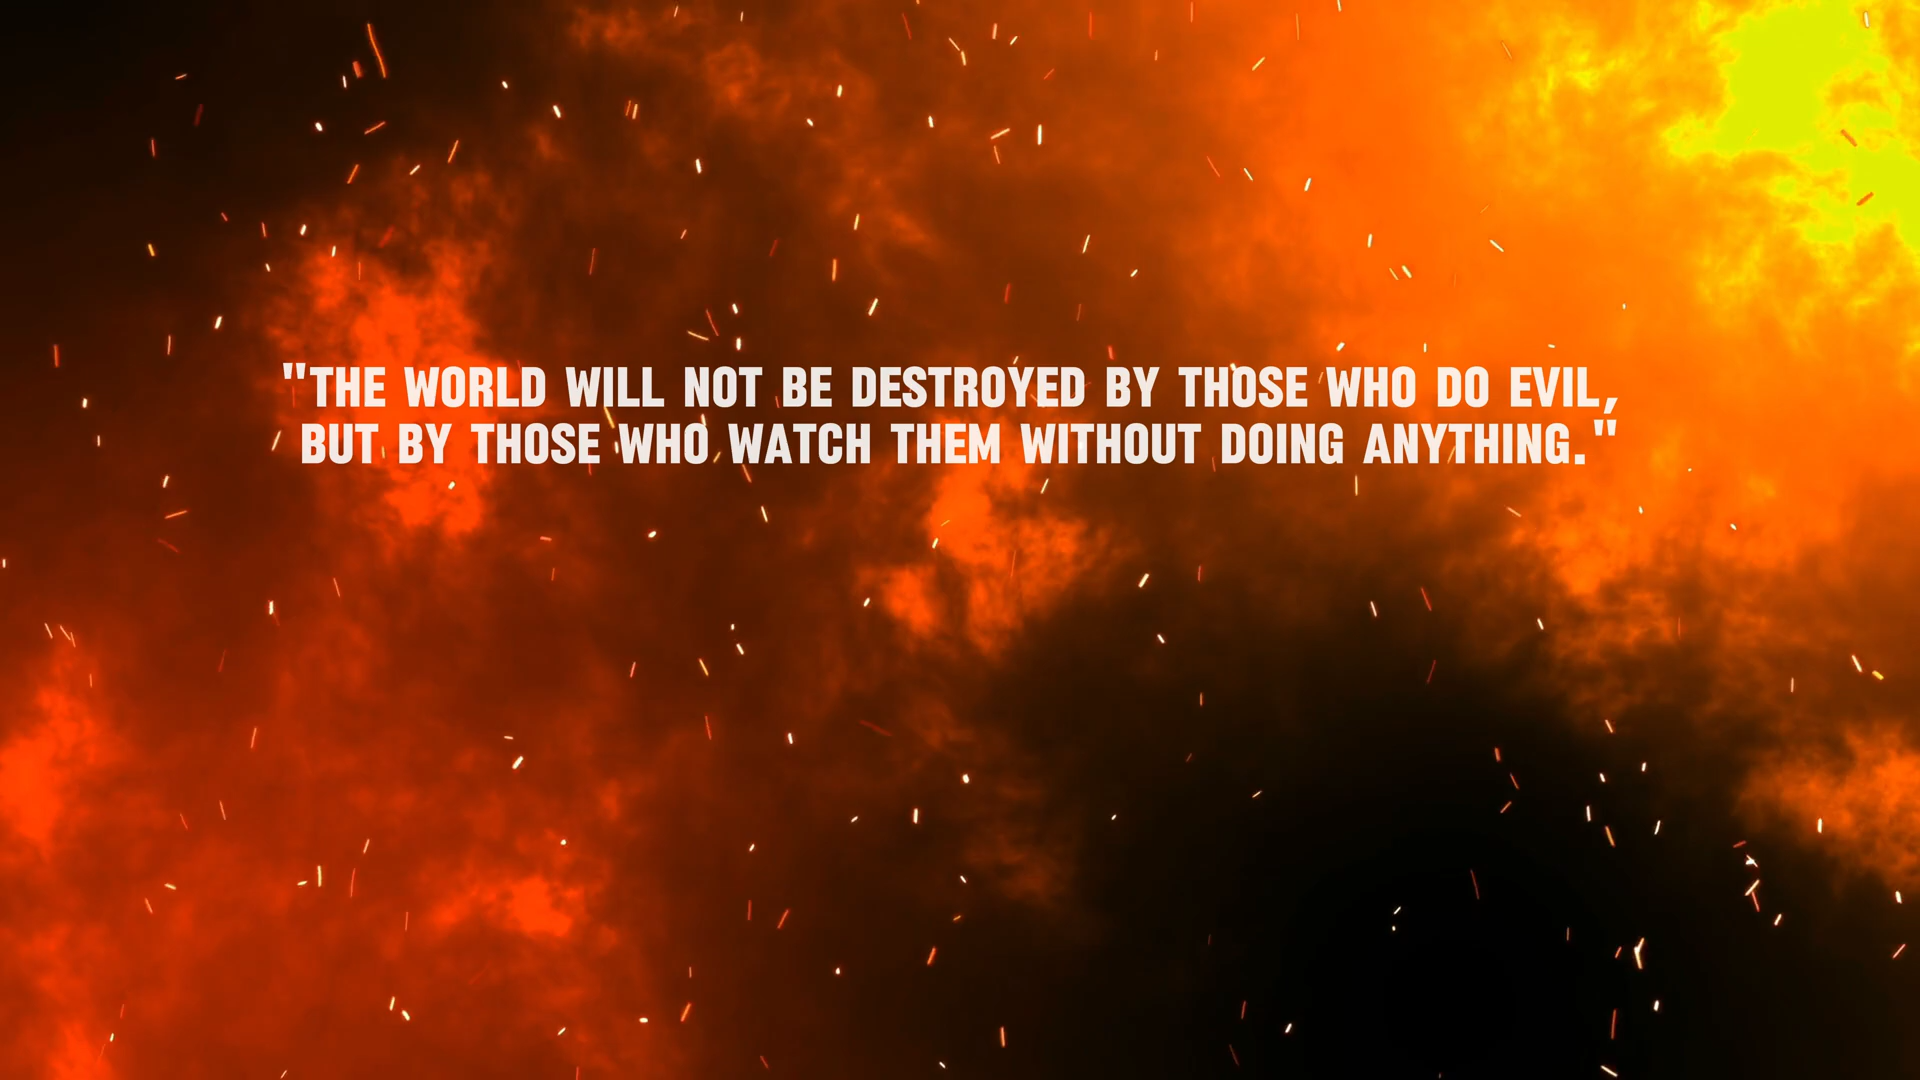 "THE WORLD WILL NOT BE DESTROYED BY THOSE WHO DO EVIL,
BUT BY THOSE WHO WATCH THEM WITHOUT DOING ANYTHING."